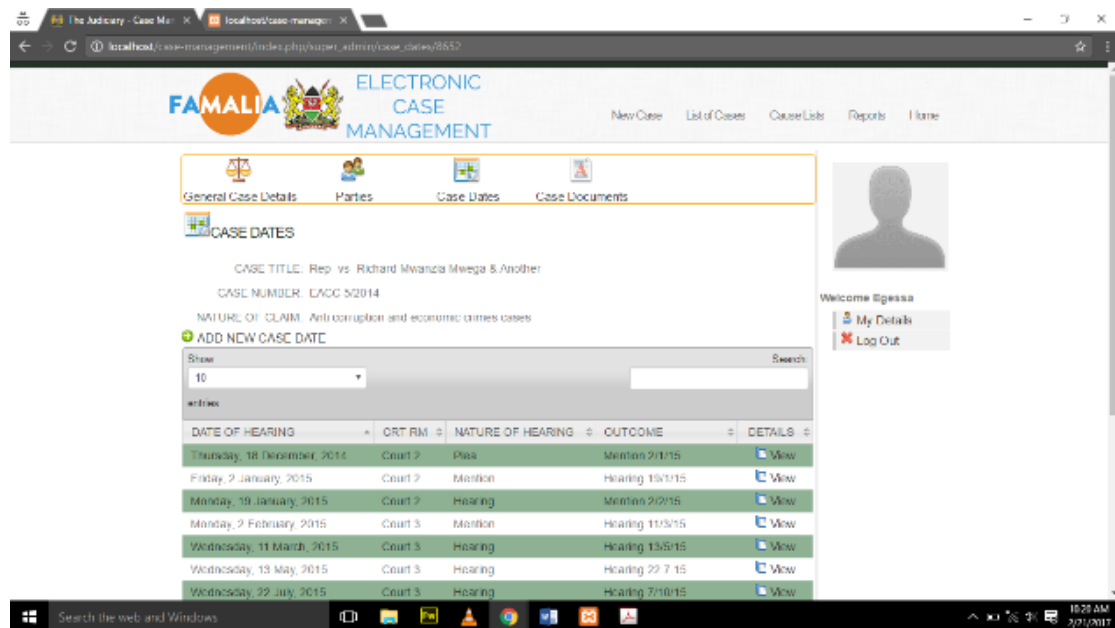 The Judiciary - Case Mar
localhost/case-managem
localhost/case-management/index.php/super_admin/case_dates/8652
FAMALIA
ELECTRONIC
CASE
MANAGEMENT
New Case List of Cases Cause Lists Reports Home
General Case Details Parties Case Dates Case Documents
CASE DATES
CASE TITLE: Rep vs Richard Mwanzia Mwega & Another
CASE NUMBER: EACC 5/2014
NATURE OF CLAIM: Anti corruption and economic crimes cases
ADD NEW CASE DATE
Show Search:
10
entries
DATE OF HEARING CRT RM NATURE OF HEARING OUTCOME DETAILS
Thursday, 18 December, 2014 Court 2 Plea Mention 2/1/15 View
Friday, 2 January, 2015 Court 2 Mention Hearing 19/1/15 View
Monday, 19 January, 2015 Court 2 Hearing Mention 2/2/15 View
Monday, 2 February, 2015 Court 3 Mention Hearing 11/3/15 View
Wednesday, 11 March, 2015 Court 3 Hearing Hearing 13/5/15 View
Wednesday, 13 May, 2015 Court 3 Hearing Hearing 22 7 15 View
Wednesday, 22 July, 2015 Court 3 Hearing Hearing 7/10/15 View
Welcome Egessa
My Details
Log Out
Search the web and Windows
10:20 AM
2/21/2017